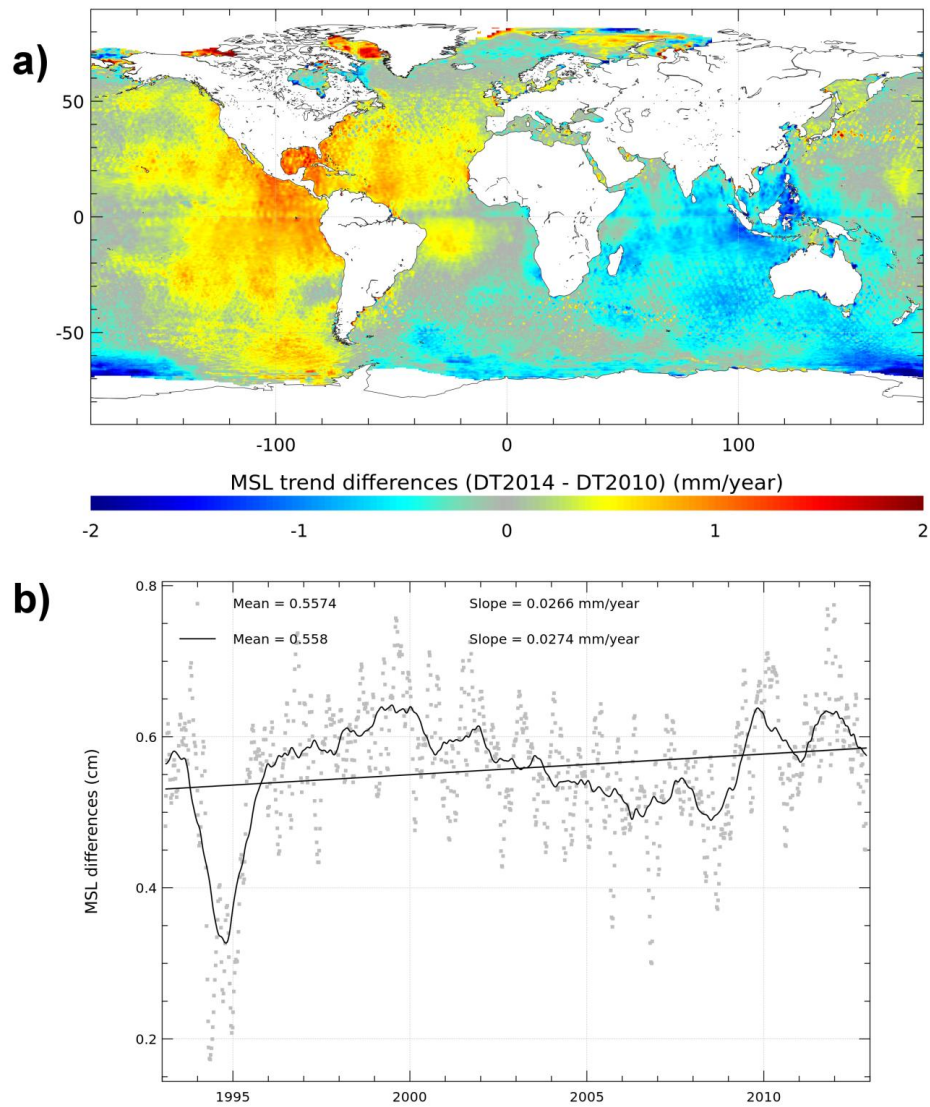 a)
50
0
-50
-100 0 100
MSL trend differences (DT2014 - DT2010) (mm/year)
-2 -1 0 1 2
b)
0.8
Mean = 0.5574 Slope = 0.0266 mm/year
Mean = 0.558 Slope = 0.0274 mm/year
0.6
MSL differences (cm)
0.4
0.2
1995 2000 2005 2010